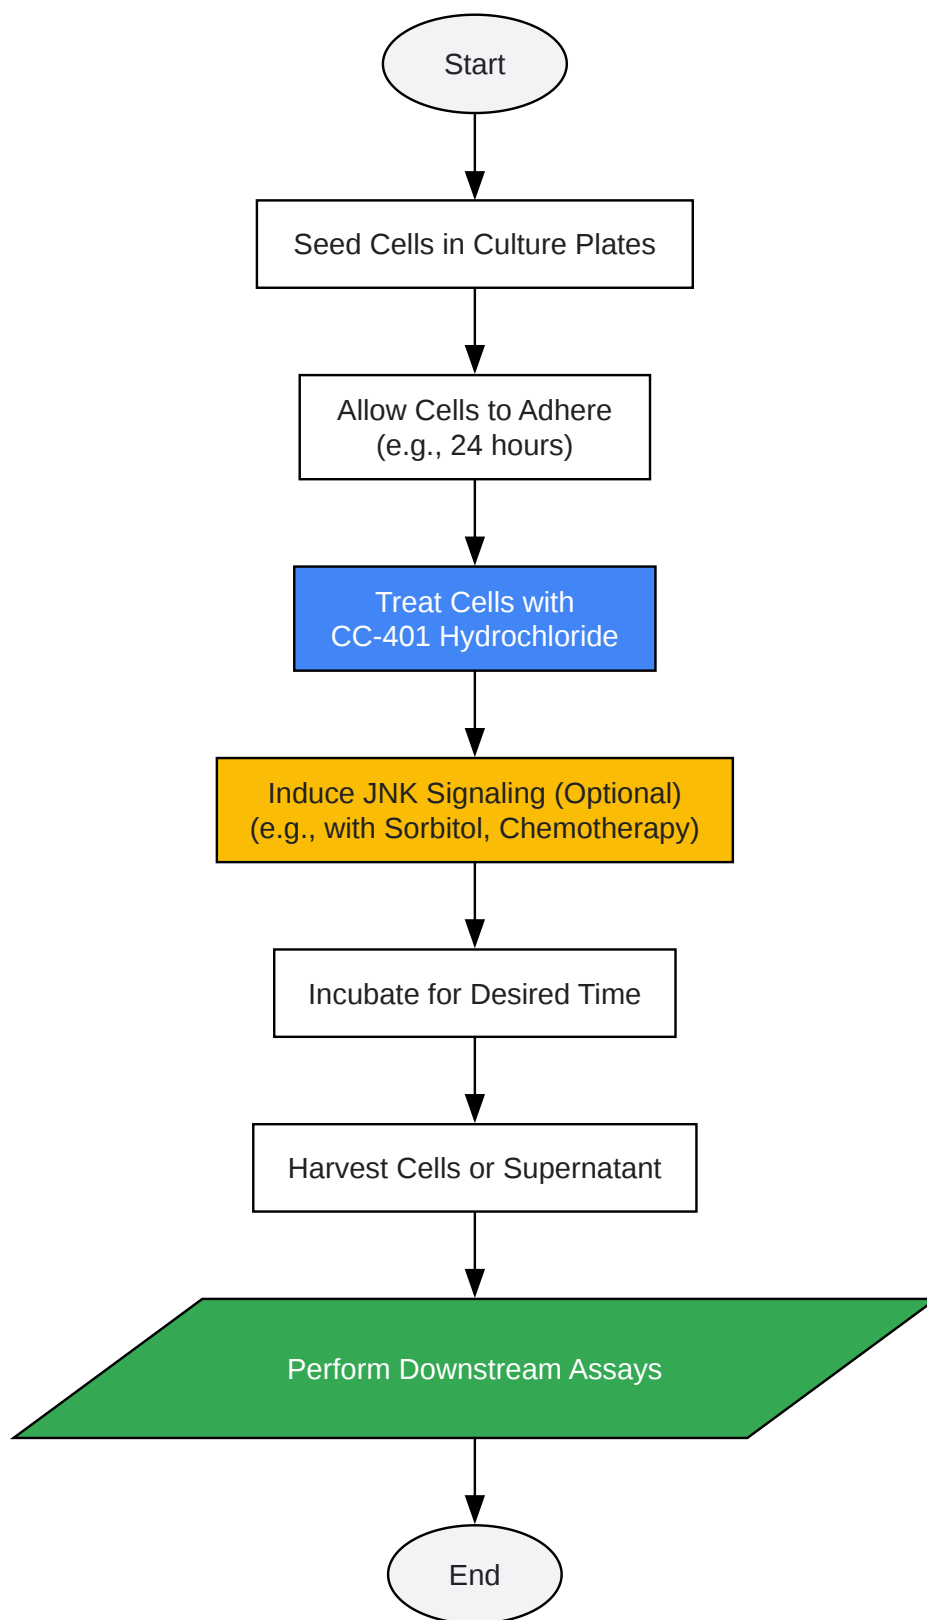 Start
Seed Cells in Culture Plates
Allow Cells to Adhere
(e.g., 24 hours)
Treat Cells with
CC-401 Hydrochloride
Induce JNK Signaling (Optional)
(e.g., with Sorbitol, Chemotherapy)
Incubate for Desired Time
Harvest Cells or Supernatant
Perform Downstream Assays
End